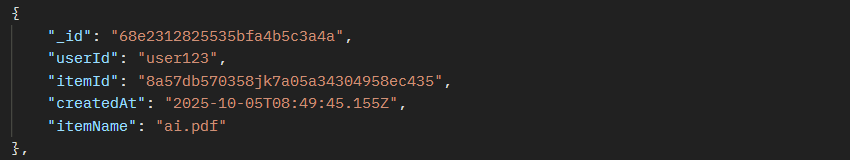 {
"_id": "68e2312825535bfa4b5c3a4a",
"userId": "user123",
"itemId": "8a57db570358jk7a05a34304958ec435",
"createdAt": "2025-10-05T08:49:45.155Z",
"itemName": "ai.pdf"
},